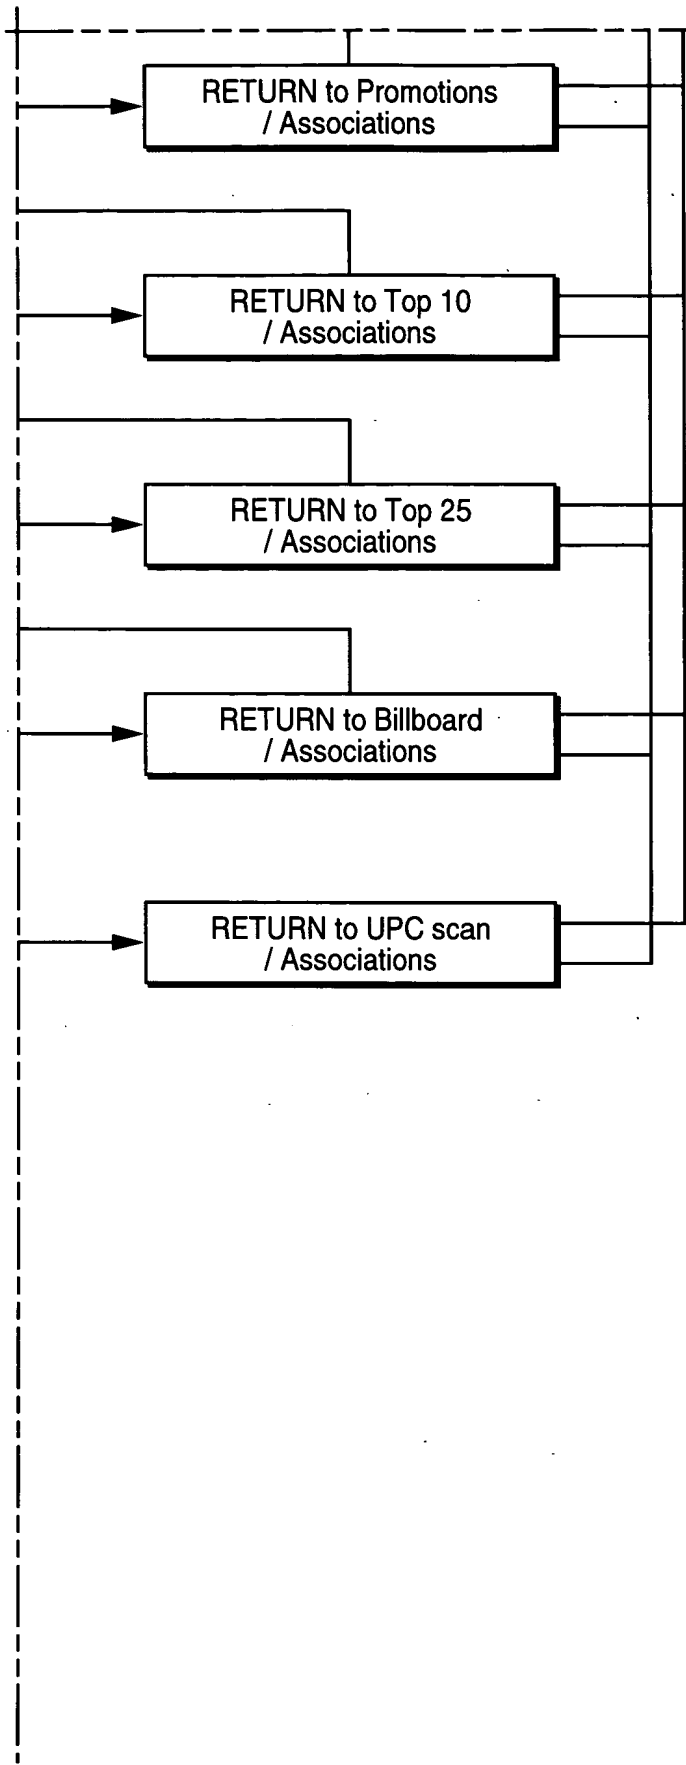 RETURN to Promotions
/ Associations
RETURN to Top 10
/ Associations
RETURN to Top 25
/ Associations
RETURN to Billboard
/ Associations
RETURN to UPC scan
/ Associations